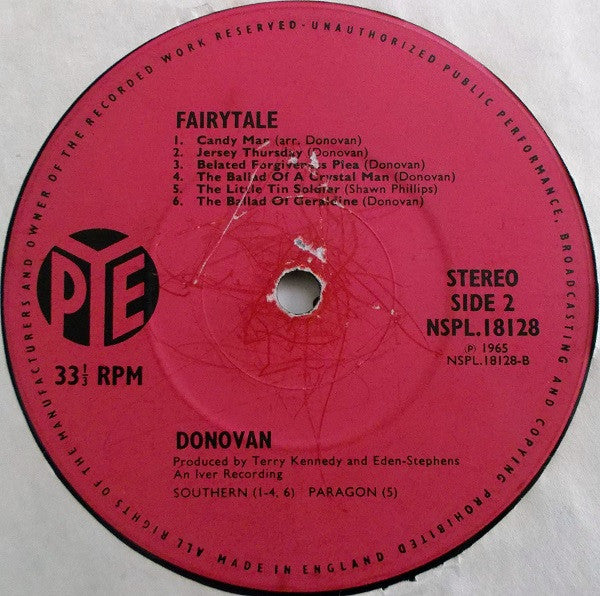 ALL RIGHTS OF THE MANUFACTURERS AND OWNER OF THE RECORDED WORK RESERVED - UNAUTHORIZED PUBLIC PERFORMANCE, BROADCASTING AND COPYING PROHIBITED
MADE IN ENGLAND
FAIRYTALE
1. Candy Man (arr. Donovan)
2. Jersey Thursday (Donovan)
3. Belated Forgiveness Plea (Donovan)
4. The Ballad Of A Crystal Man (Donovan)
5. The Little Tin Soldier (Shawn Phillips)
6. The Ballad Of Geraldine (Donovan)
PYE
33⅓ RPM
STEREO
SIDE 2
NSPL.18128
℗ 1965
NSPL.18128-B
DONOVAN
Produced by Terry Kennedy and Eden-Stephens
An Iver Recording
SOUTHERN (1-4, 6) PARAGON (5)